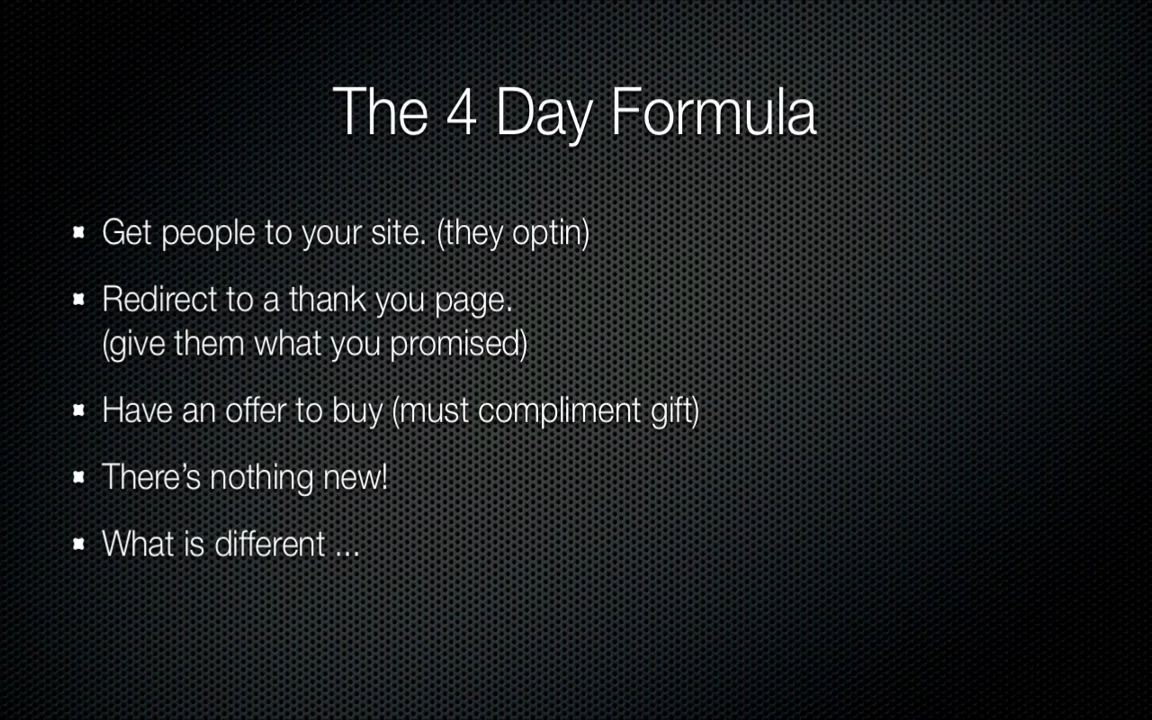 The 4 Day Formula
Get people to your site. (they optin)
Redirect to a thank you page.
(give them what you promised)
Have an offer to buy (must compliment gift)
There's nothing new!
What is different ...